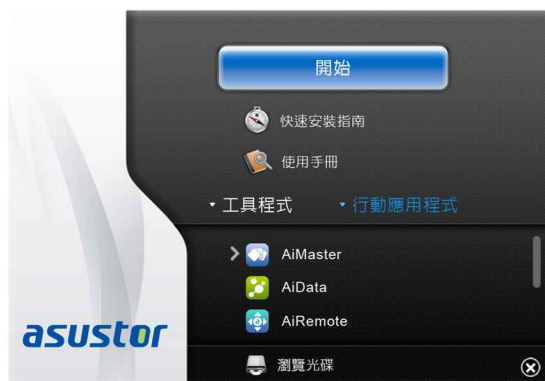 開始
快速安裝指南
使用手冊
工具程式 行動應用程式
AiMaster
AiData
AiRemote
asustor
瀏覽光碟